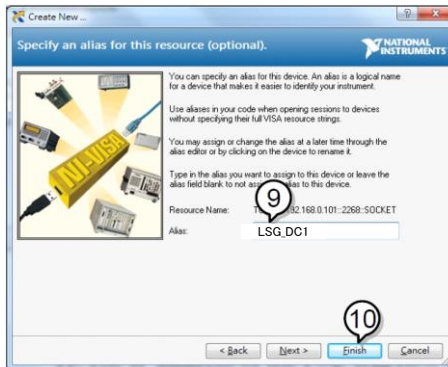 Create New ...
Specify an alias for this resource (optional).
NATIONAL
INSTRUMENTS
You can specify an alias for this device. An alias is a logical name
for a device that makes it easier to identify your instrument.
Use aliases in your code when opening sessions to devices
without specifying their full VISA resource strings.
You may assign or change the alias at a later time through the
alias editor or by clicking on the device to rename it.
Type in the alias you want to assign to this device or leave the
alias field blank to not alias to this device.
9
Resource Name: 92.168.0.101::2268::SOCKET
Alias: LSG_DC1
NI-VISA
10
< Back Next > Finish Cancel